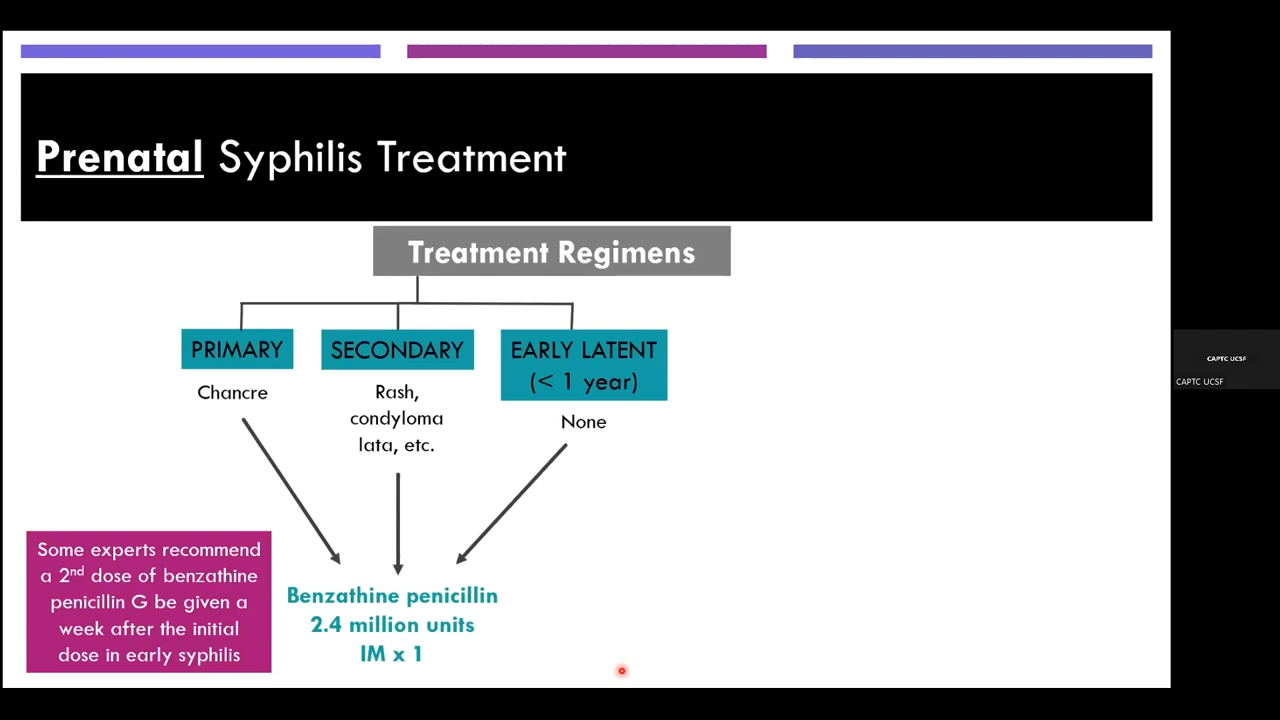 Prenatal Syphilis Treatment
Treatment Regimens
PRIMARY
Chancre
SECONDARY
Rash,
condyloma
lata, etc.
EARLY LATENT
(< 1 year)
None
Some experts recommend
a 2nd dose of benzathine
penicillin G be given a
week after the initial
dose in early syphilis
Benzathine penicillin
2.4 million units
IM x 1
CAPTC UCSF
CAPTC UCSF